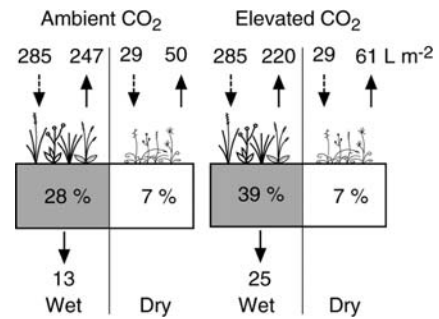 Ambient CO2 Elevated CO2
285 247 29 50 285 220 29 61 L m-2
28 % 7 % 39 % 7 %
13 25
Wet Dry Wet Dry